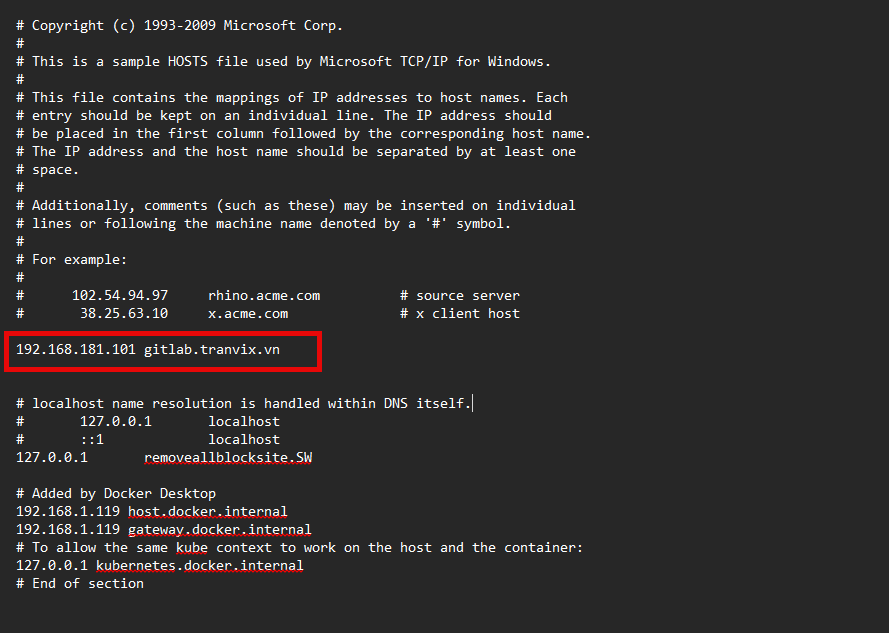 # Copyright (c) 1993-2009 Microsoft Corp.
#
# This is a sample HOSTS file used by Microsoft TCP/IP for Windows.
#
# This file contains the mappings of IP addresses to host names. Each
# entry should be kept on an individual line. The IP address should
# be placed in the first column followed by the corresponding host name.
# The IP address and the host name should be separated by at least one
# space.
#
# Additionally, comments (such as these) may be inserted on individual
# lines or following the machine name denoted by a '#' symbol.
#
# For example:
#
#      102.54.94.97     rhino.acme.com          # source server
#       38.25.63.10     x.acme.com              # x client host
192.168.181.101 gitlab.tranvix.vn
# localhost name resolution is handled within DNS itself.
#       127.0.0.1       localhost
#       ::1             localhost
127.0.0.1       removeallblocksite.SW
# Added by Docker Desktop
192.168.1.119 host.docker.internal
192.168.1.119 gateway.docker.internal
# To allow the same kube context to work on the host and the container:
127.0.0.1 kubernetes.docker.internal
# End of section